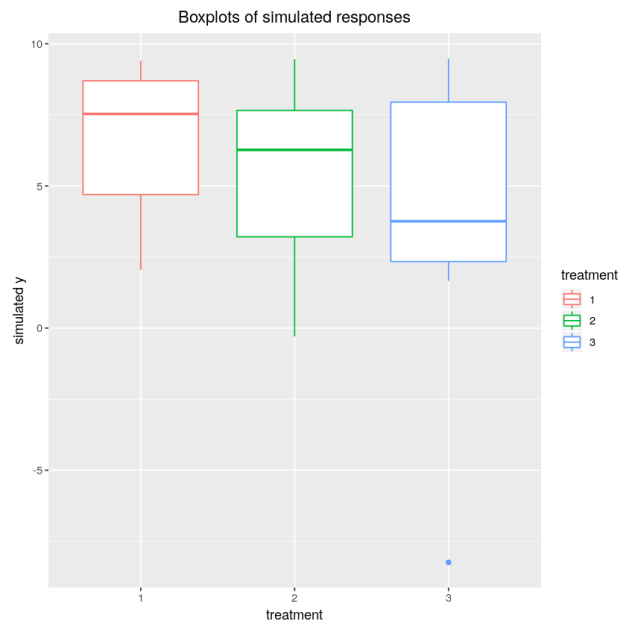 Boxplots of simulated responses
10
5
0
-5
simulated y
1 2 3
treatment
treatment
1
2
3